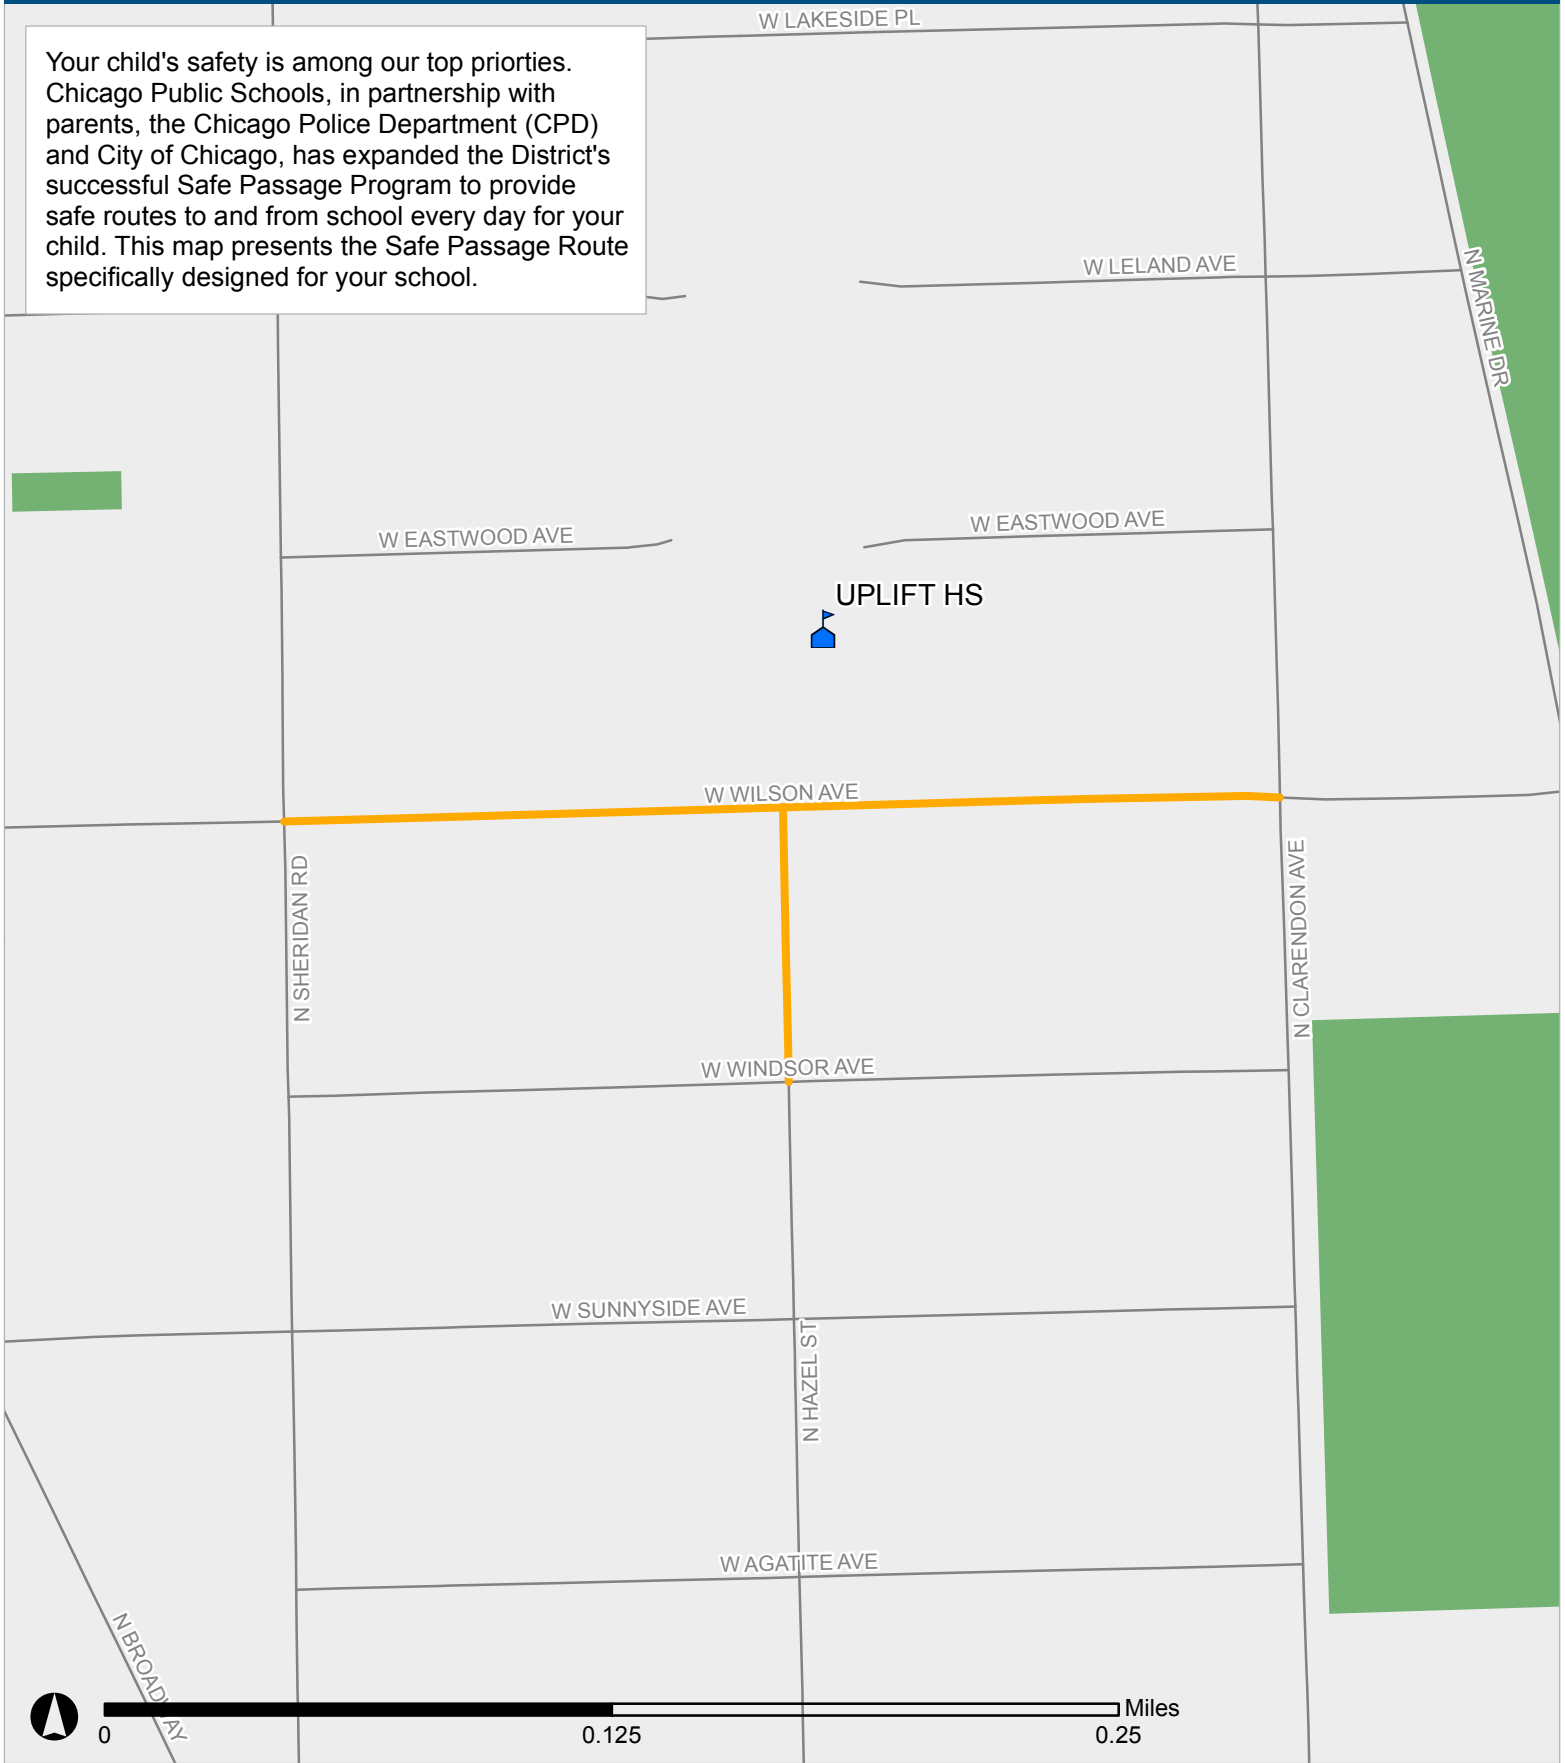 W LAKESIDE PL
Your child's safety is among our top priorties.
Chicago Public Schools, in partnership with
parents, the Chicago Police Department (CPD)
and City of Chicago, has expanded the District's
successful Safe Passage Program to provide
safe routes to and from school every day for your
child. This map presents the Safe Passage Route
specifically designed for your school.
W LELAND AVE
N MARINE DR
W EASTWOOD AVE
W EASTWOOD AVE
UPLIFT HS
W WILSON AVE
N SHERIDAN RD
N CLARENDON AVE
W WINDSOR AVE
W SUNNYSIDE AVE
N HAZEL ST
W AGATITE AVE
N BROADWAY
Miles
0
0.125
0.25